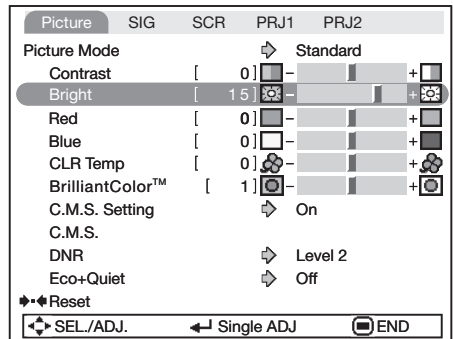 Picture SIG SCR PRJ1 PRJ2
Picture Mode Standard
Contrast [ 0] - +
Bright [ 15] - +
Red [ 0] - +
Blue [ 0] - +
CLR Temp [ 0] - +
BrilliantColor™ [ 1] - +
C.M.S. Setting On
C.M.S.
DNR Level 2
Eco+Quiet Off
Reset
SEL./ADJ. Single ADJ END